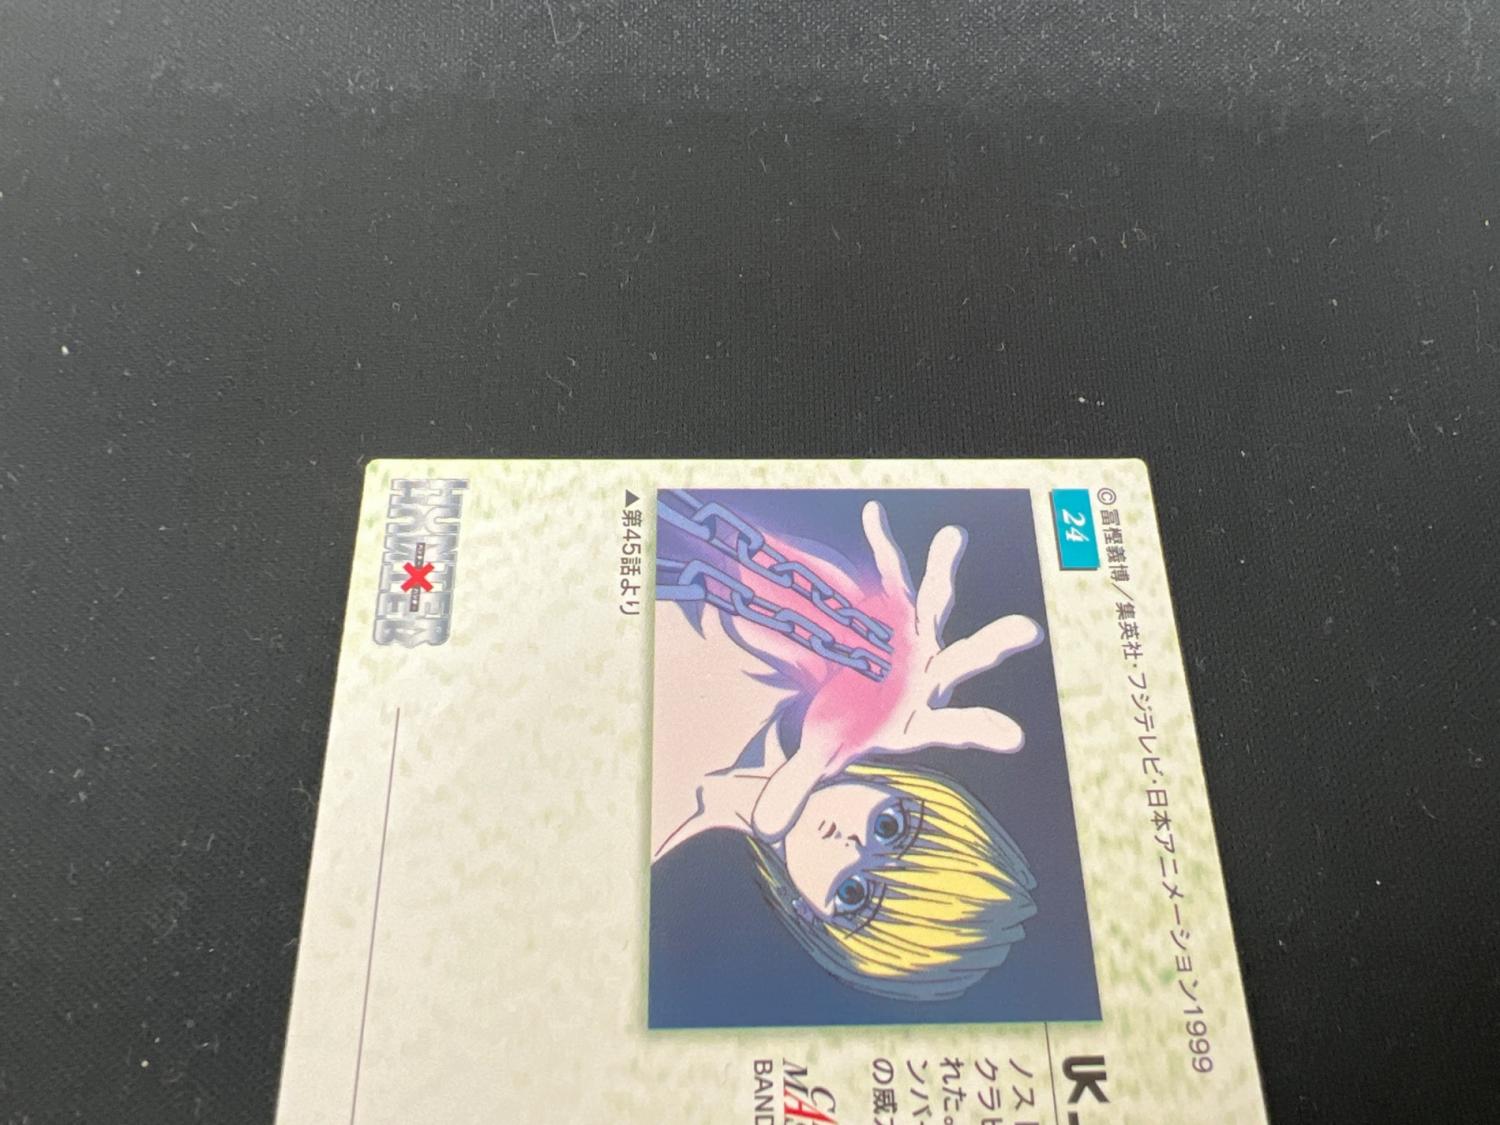 ©冨樫義博/集英社・フジテレビ・日本アニメーション1999
24
▲第45話より
HUNTER
×
HUNTER
ノス
クラ
れた。
ンバ
の威
CA
MA
BAND